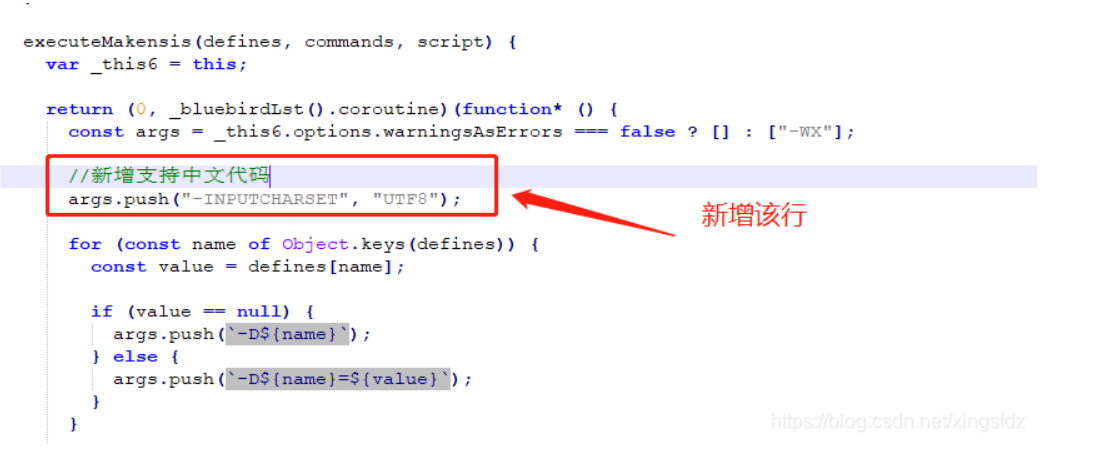 executeMakensis(defines, commands, script) {
var _this6 = this;
return (0, _bluebirdLst().coroutine)(function* () {
const args = _this6.options.warningsAsErrors === false ? [] : ["-WX"];
//新增支持中文代码
args.push("-INPUTCHARSET", "UTF8");
新增该行
for (const name of Object.keys(defines)) {
const value = defines[name];
if (value == null) {
args.push(`-D${name}`);
} else {
args.push(`-D${name}=${value}`);
}
}
https://blog.csdn.net/xingsfdz